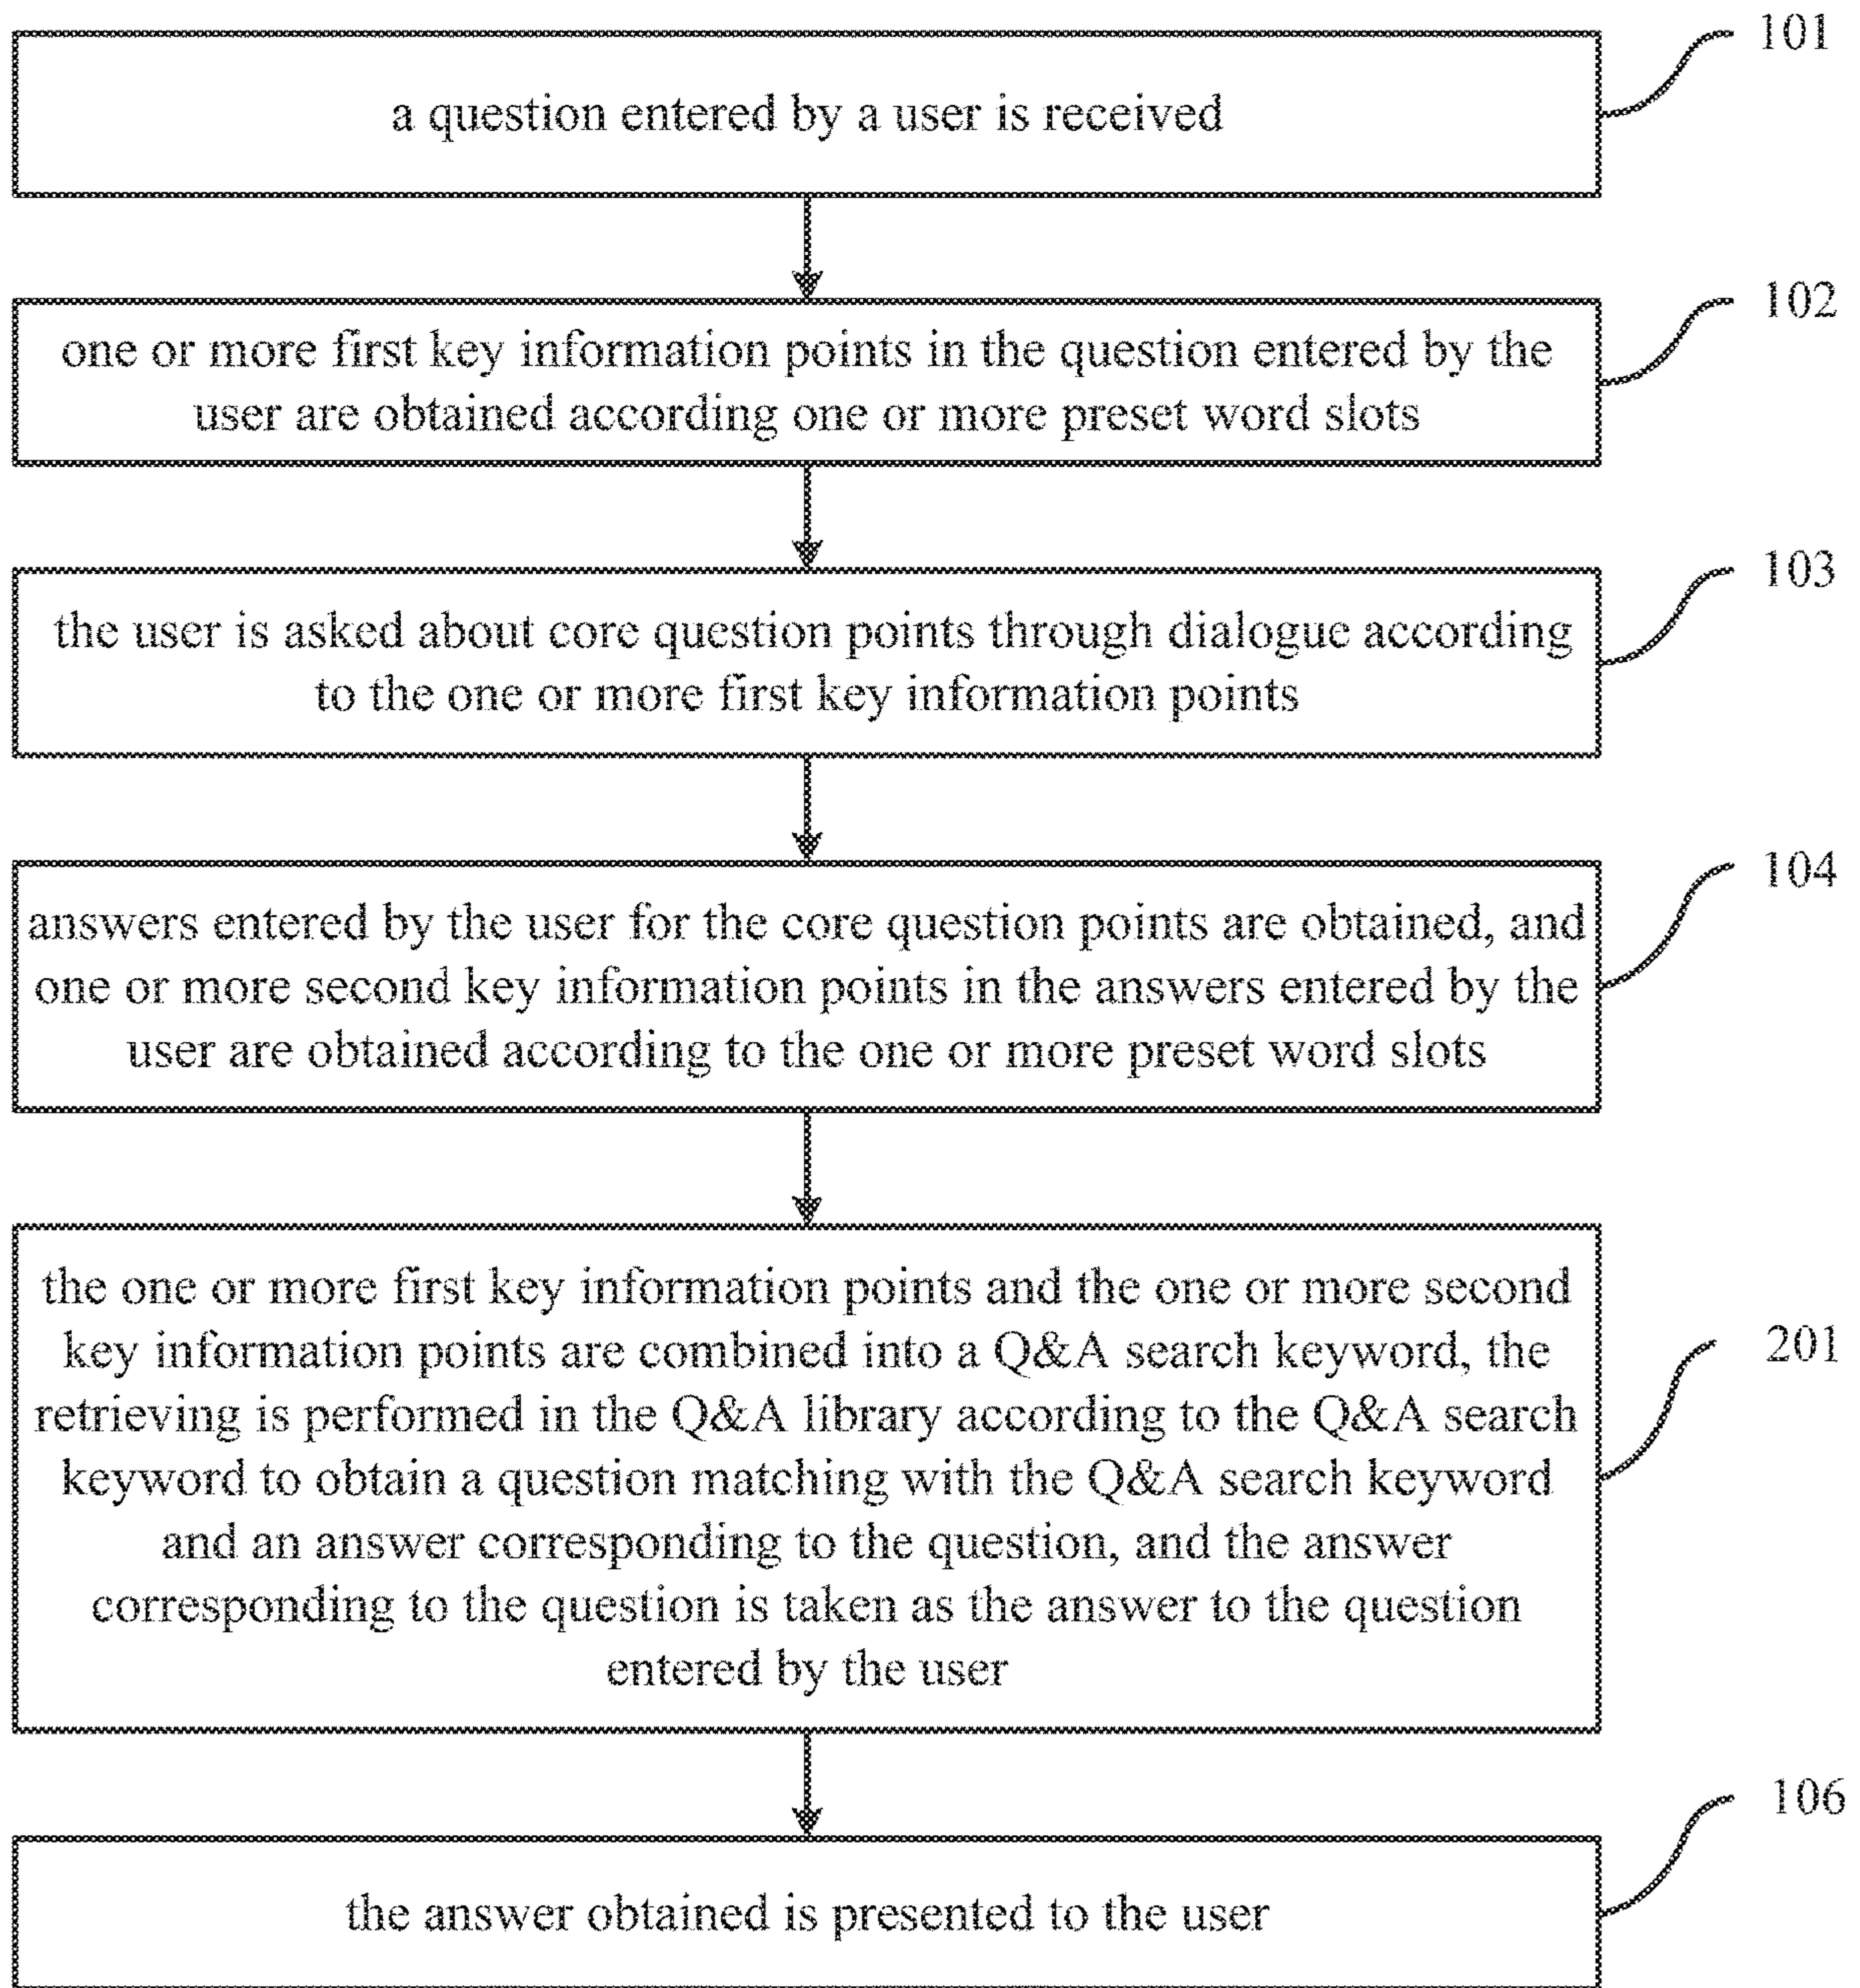 101
a question entered by a user is received
102
one or more first key information points in the question entered by the
user are obtained according one or more preset word slots
103
the user is asked about core question points through dialogue according
to the one or more first key information points
104
answers entered by the user for the core question points are obtained, and
one or more second key information points in the answers entered by the
user are obtained according to the one or more preset word slots
201
the one or more first key information points and the one or more second
key information points are combined into a Q&A search keyword, the
retrieving is performed in the Q&A library according to the Q&A search
keyword to obtain a question matching with the Q&A search keyword
and an answer corresponding to the question, and the answer
corresponding to the question is taken as the answer to the question
entered by the user
106
the answer obtained is presented to the user